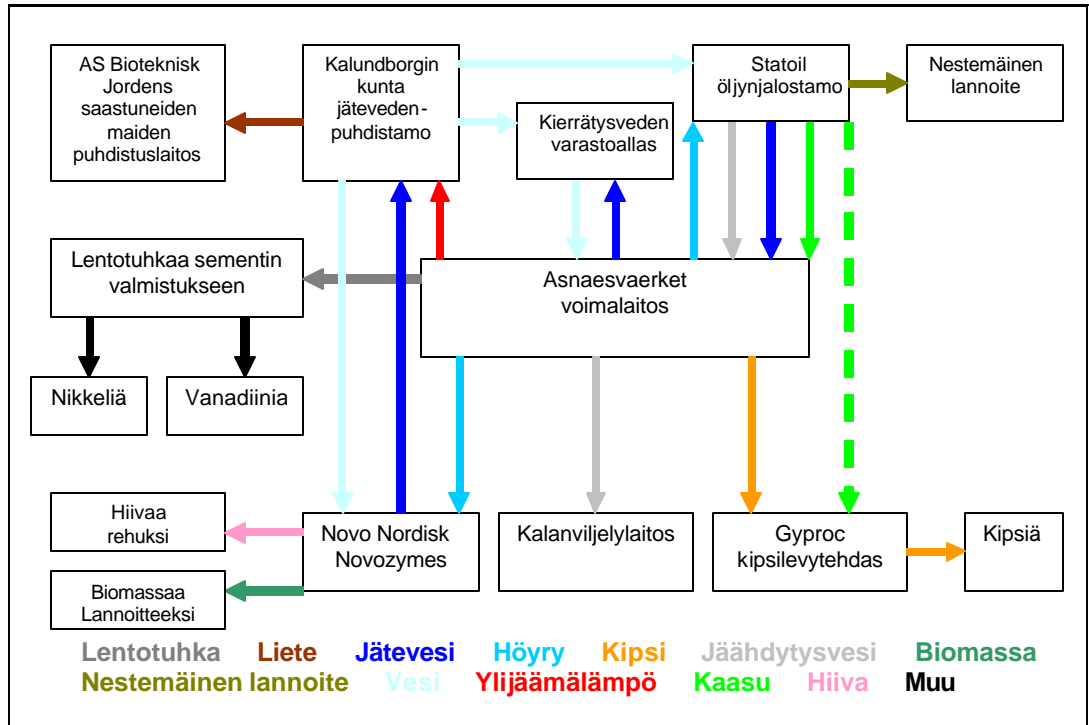 AS Bioteknisk
Jordens
saastuneiden
maiden
puhdistuslaitos
Kalundborgin
kunta
jäteveden-
puhdistamo
Statoil
öljynjalostamo
Nestemäinen
lannoite
Kierrätysveden
varastoallas
Lentotuhkaa sementin
valmistukseen
Asnaesvaerket
voimalaitos
Nikkeliä
Vanadiinia
Hiivaa
rehuksi
Biomassaa
Lannoitteeksi
Novo Nordisk
Novozymes
Kalanviljelylaitos
Gyproc
kipsilevytehdas
Kipsiä
Lentotuhka Liete Jätevesi Höyry Kipsi Jäähdytysvesi Biomassa
Nestemäinen lannoite Vesi Ylijäämälämpö Kaasu Hiiva Muu